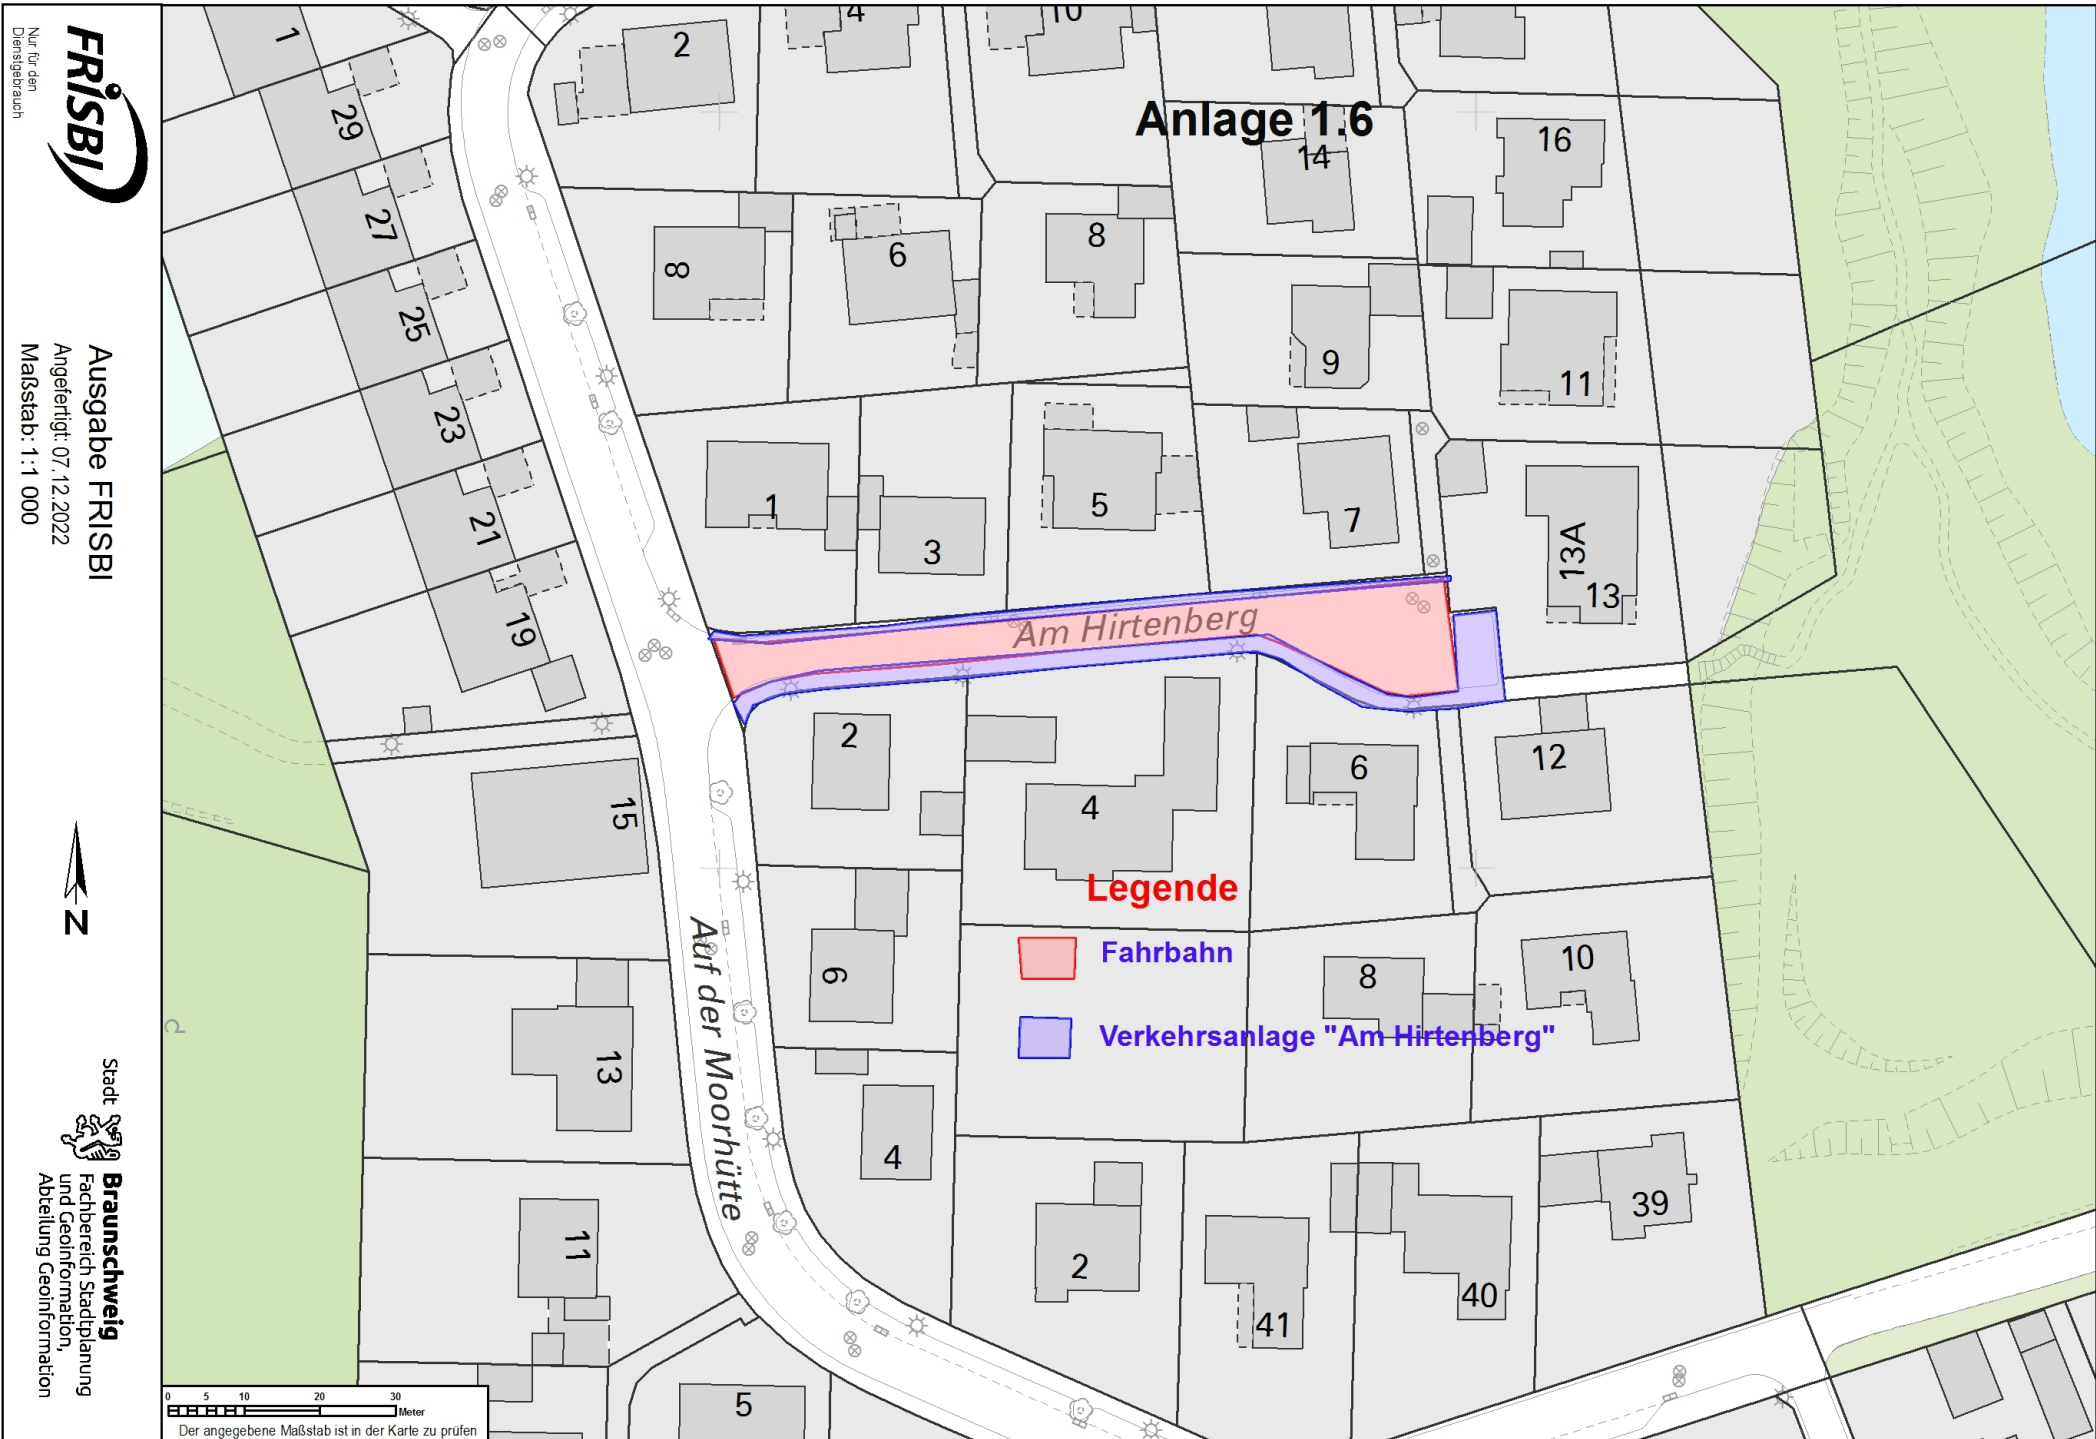 FRISBI
Nur für den
Dienstgebrauch
Ausgabe FRISBI
Angefertigt: 07.12.2022
Maßstab: 1:1 000
N
Stadt
Braunschweig
Fachbereich Stadtplanung
und Geoinformation,
Abteilung Geoinformation
Anlage 1.6
1
2
4
10
29
14
16
27
8
6
8
25
9
11
23
1
3
5
7
13A
13
21
19
Am Hirtenberg
2
4
6
12
15
Legende
Fahrbahn
Verkehrsanlage "Am Hirtenberg"
Auf der Moorhütte
6
8
10
13
4
11
2
41
40
39
5
0 5 10 20 30
Meter
Der angegebene Maßstab ist in der Karte zu prüfen